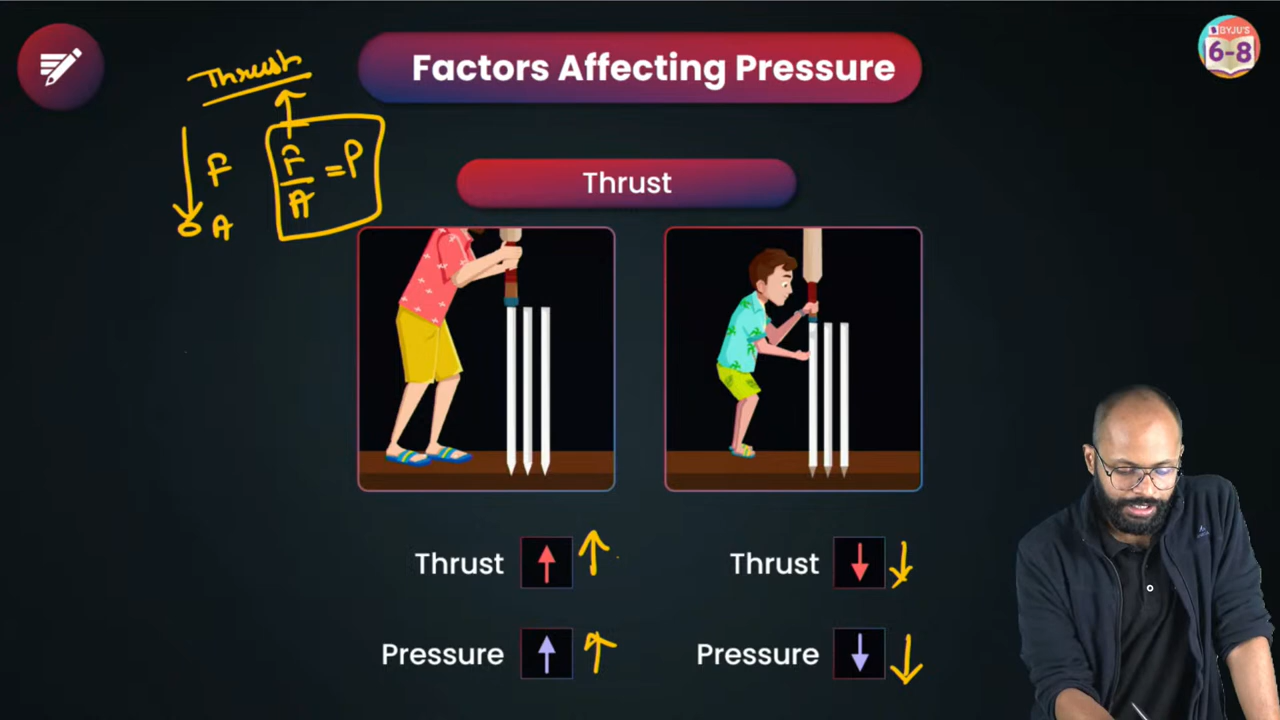 Factors Affecting Pressure
BYJU'S
6-8
Thrust
F
A
F
A
=P
Thrust
Thrust
Thrust
Pressure
Pressure